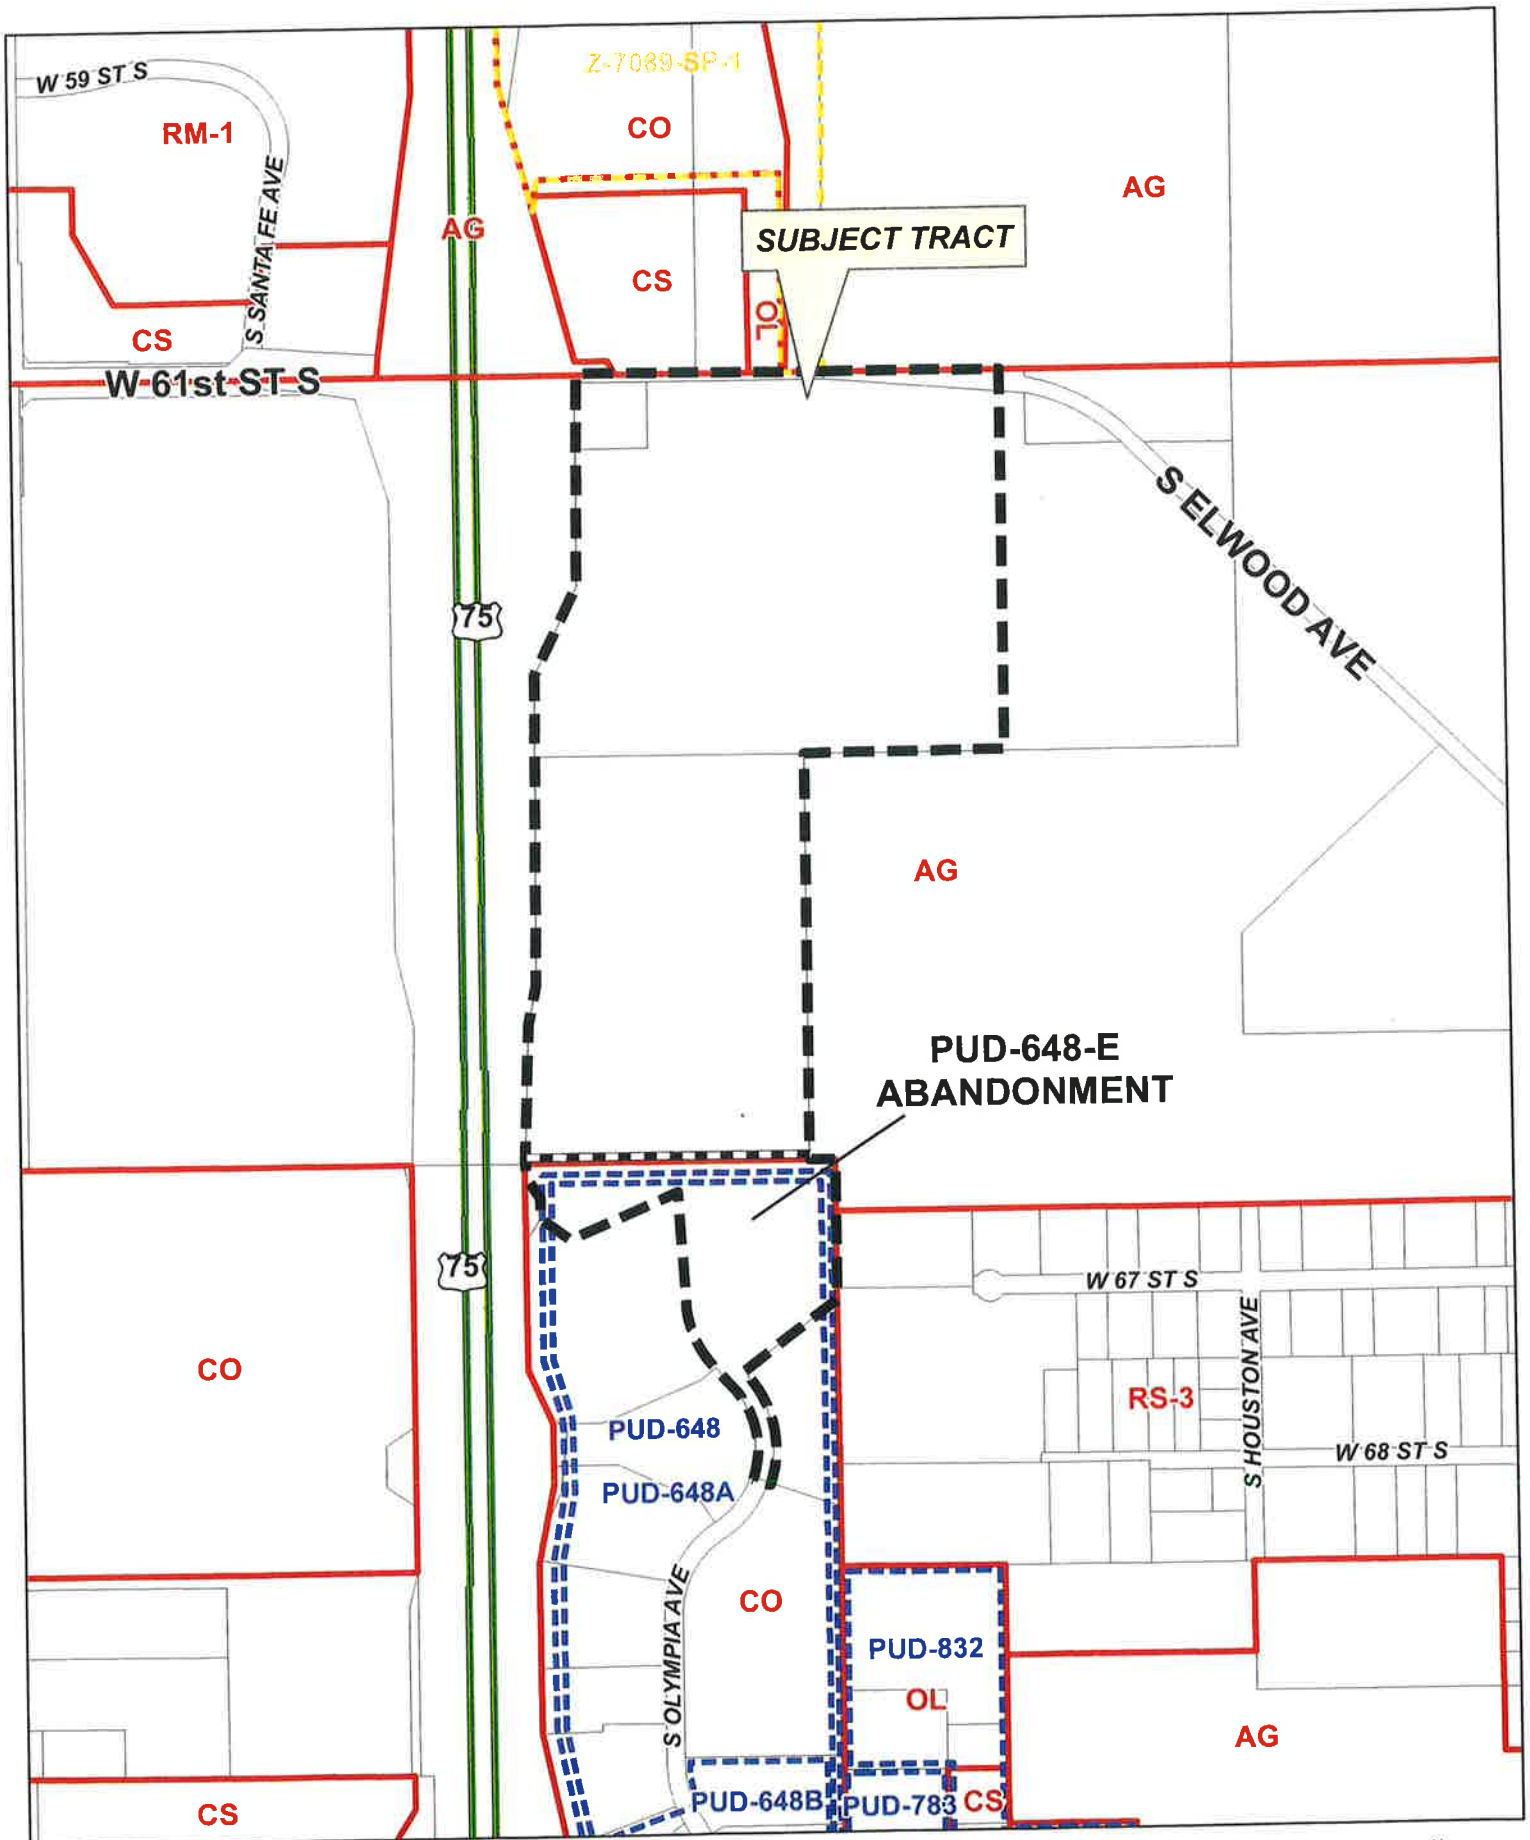 Z-7089-SP-1
W 59 ST S
RM-1
CO
AG
S SANTA FE AVE
AG
SUBJECT TRACT
CS
OL
CS
W 61st ST S
S ELWOOD AVE
75
AG
PUD-648-E
ABANDONMENT
75
W 67 ST S
CO
S HOUSTON AVE
RS-3
PUD-648
W 68 ST S
PUD-648A
CO
S OLYMPIA AVE
PUD-832
OL
AG
CS
PUD-648B
PUD-783
CS